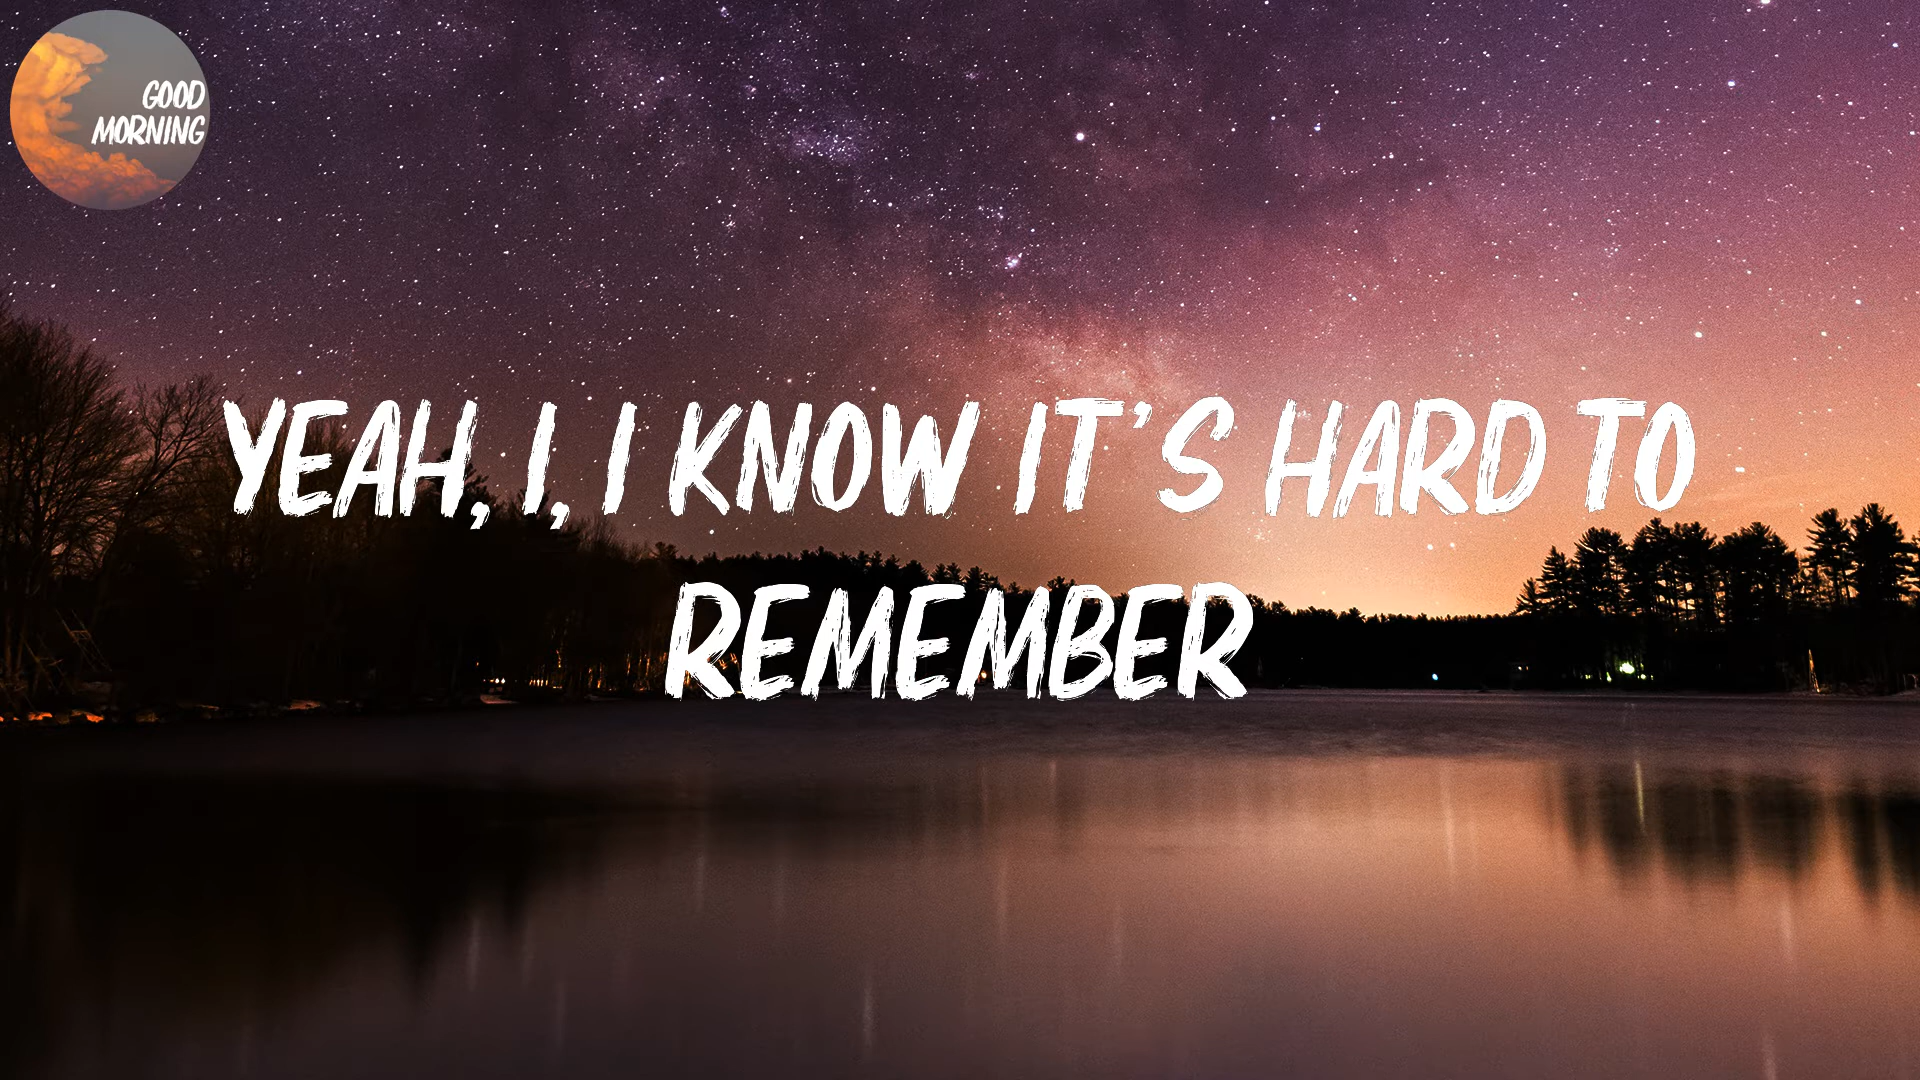 GOOD
MORNING
YEAH, I, I KNOW IT'S HARD TO
REMEMBER